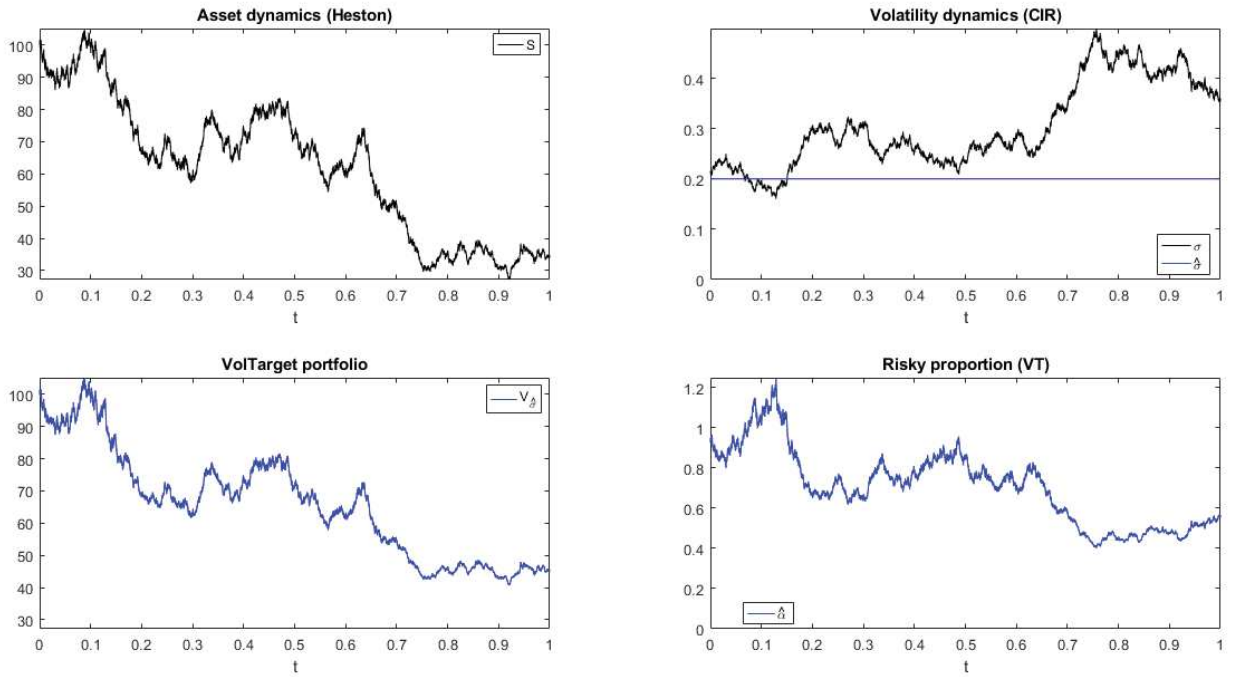 Asset dynamics (Heston)
100
90
80
70
60
50
40
30
S
0 0.1 0.2 0.3 0.4 0.5 0.6 0.7 0.8 0.9 1
t
Volatility dynamics (CIR)
0.4
0.3
0.2
0.1
0
σ
σ̂
0 0.1 0.2 0.3 0.4 0.5 0.6 0.7 0.8 0.9 1
t
VolTarget portfolio
100
90
80
70
60
50
40
30
V_σ̂
0 0.1 0.2 0.3 0.4 0.5 0.6 0.7 0.8 0.9 1
t
Risky proportion (VT)
1.2
1
0.8
0.6
0.4
0.2
0
α̂
0 0.1 0.2 0.3 0.4 0.5 0.6 0.7 0.8 0.9 1
t